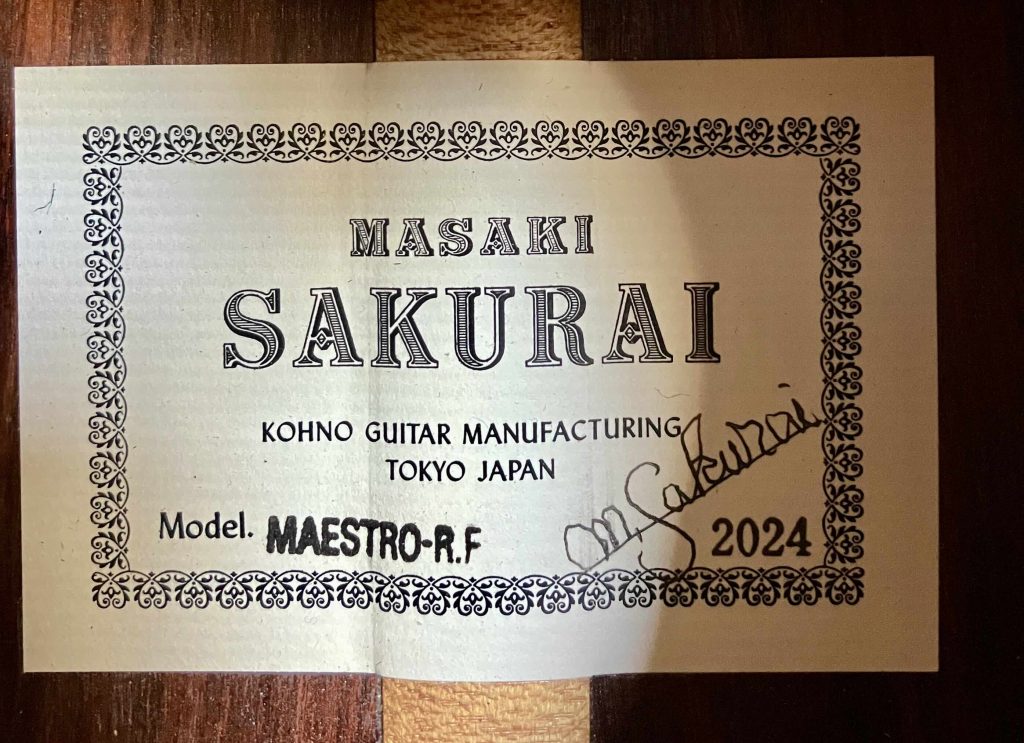 MASAKI
SAKURAI
KOHNO GUITAR MANUFACTURING
TOKYO JAPAN
M. Sakurai
Model. MAESTRO-R.F 2024